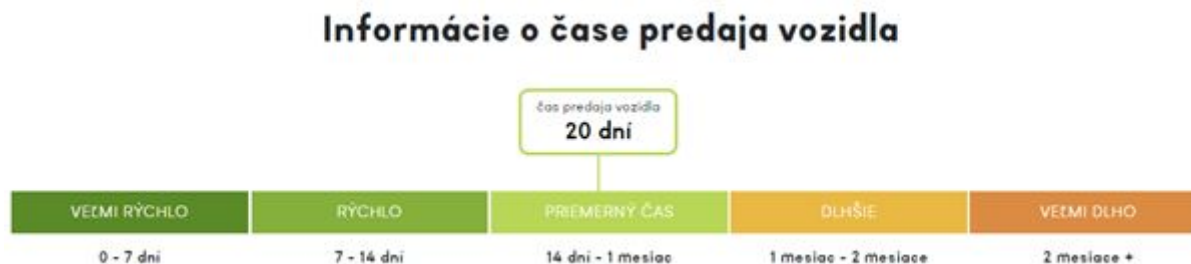 Informácie o čase predaja vozidla
čas predaja vozidla
20 dní
VEĽMI RÝCHLO
RÝCHLO
PRIEMERNÝ ČAS
DLHŠIE
VEĽMI DLHO
0 - 7 dní
7 - 14 dní
14 dní - 1 mesiac
1 mesiac - 2 mesiace
2 mesiace +